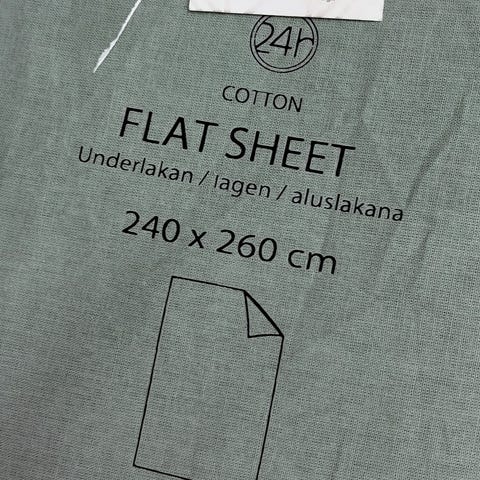 24h
COTTON
FLAT SHEET
Underlakan / lagen / aluslakana
240 x 260 cm